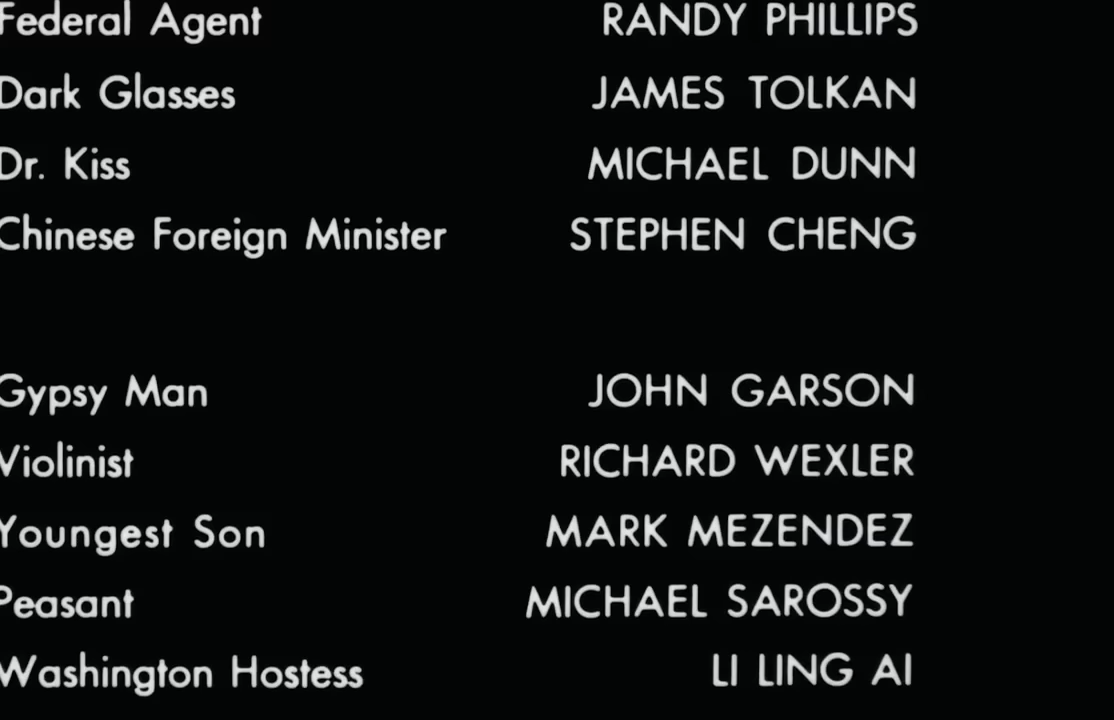 Federal Agent RANDY PHILLIPS
Dark Glasses JAMES TOLKAN
Dr. Kiss MICHAEL DUNN
Chinese Foreign Minister STEPHEN CHENG
Gypsy Man JOHN GARSON
Violinist RICHARD WEXLER
Youngest Son MARK MEZENDEZ
Peasant MICHAEL SAROSSY
Washington Hostess LI LING AI